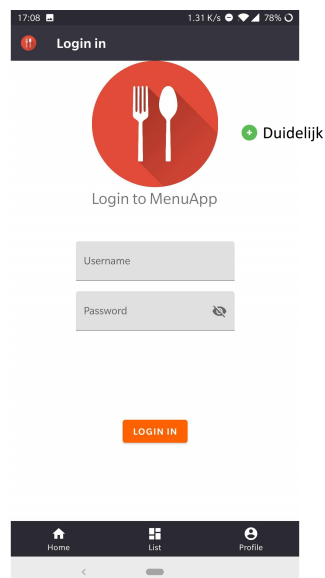 17:08 1.31 K/s 78%
Login in
Duidelijk
Login to MenuApp
Username
Password
LOGIN IN
Home List Profile